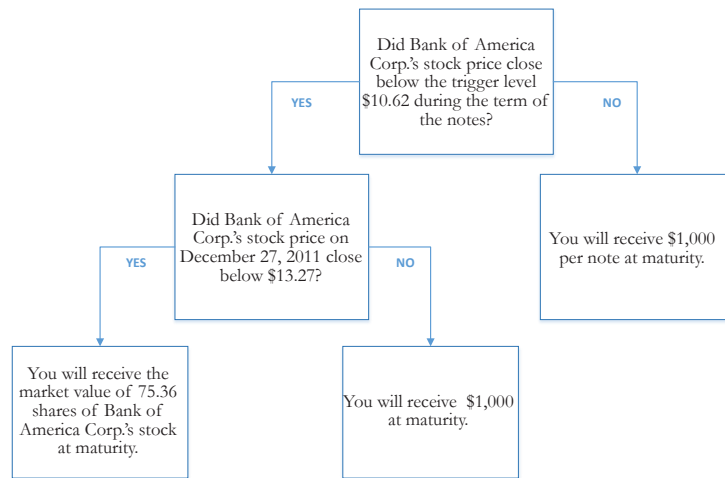 Did Bank of America
Corp.'s stock price close
below the trigger level
$10.62 during the term of
the notes?
YES
NO
Did Bank of America
Corp.'s stock price on
December 27, 2011 close
below $13.27?
You will receive $1,000
per note at maturity.
YES
NO
You will receive the
market value of 75.36
shares of Bank of
America Corp.'s stock
at maturity.
You will receive $1,000
at maturity.